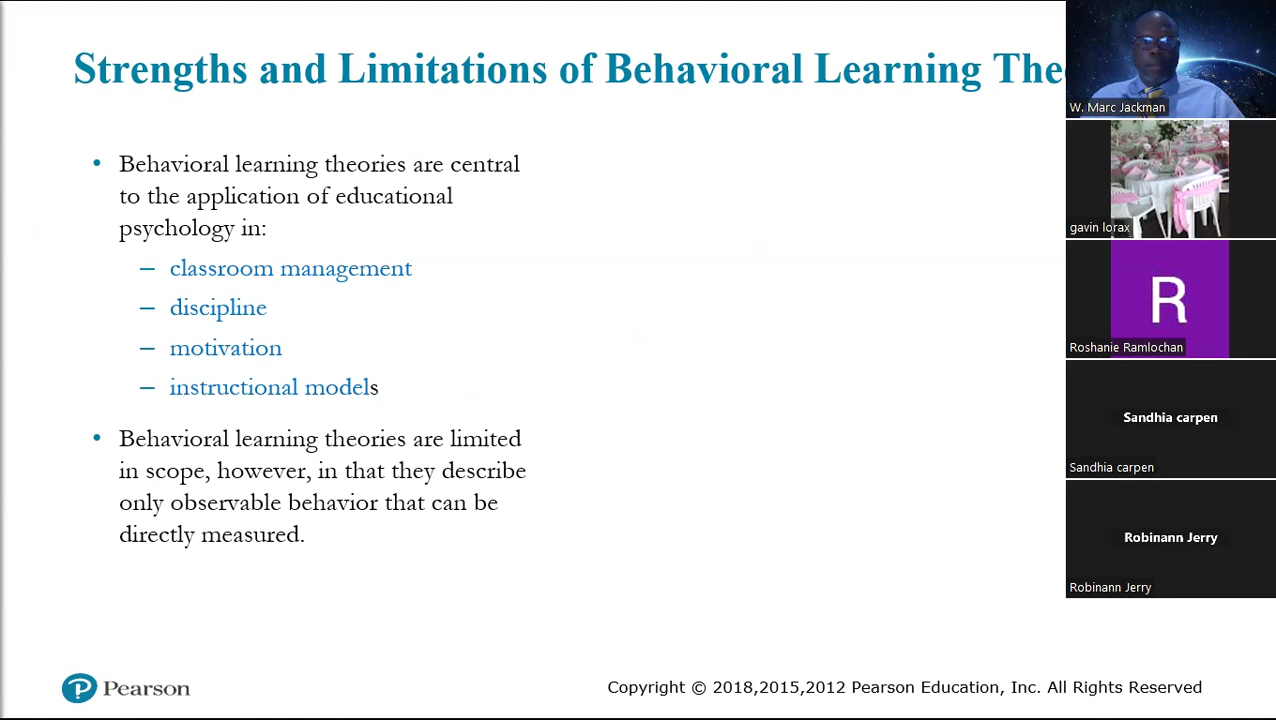 Strengths and Limitations of Behavioral Learning The
• Behavioral learning theories are central
to the application of educational
psychology in:
– classroom management
– discipline
– motivation
– instructional models
• Behavioral learning theories are limited
in scope, however, in that they describe
only observable behavior that can be
directly measured.
Pearson
Copyright © 2018,2015,2012 Pearson Education, Inc. All Rights Reserved
W. Marc Jackman
gavin lorax
R
Roshanie Ramlochan
Sandhia carpen
Sandhia carpen
Robinann Jerry
Robinann Jerry